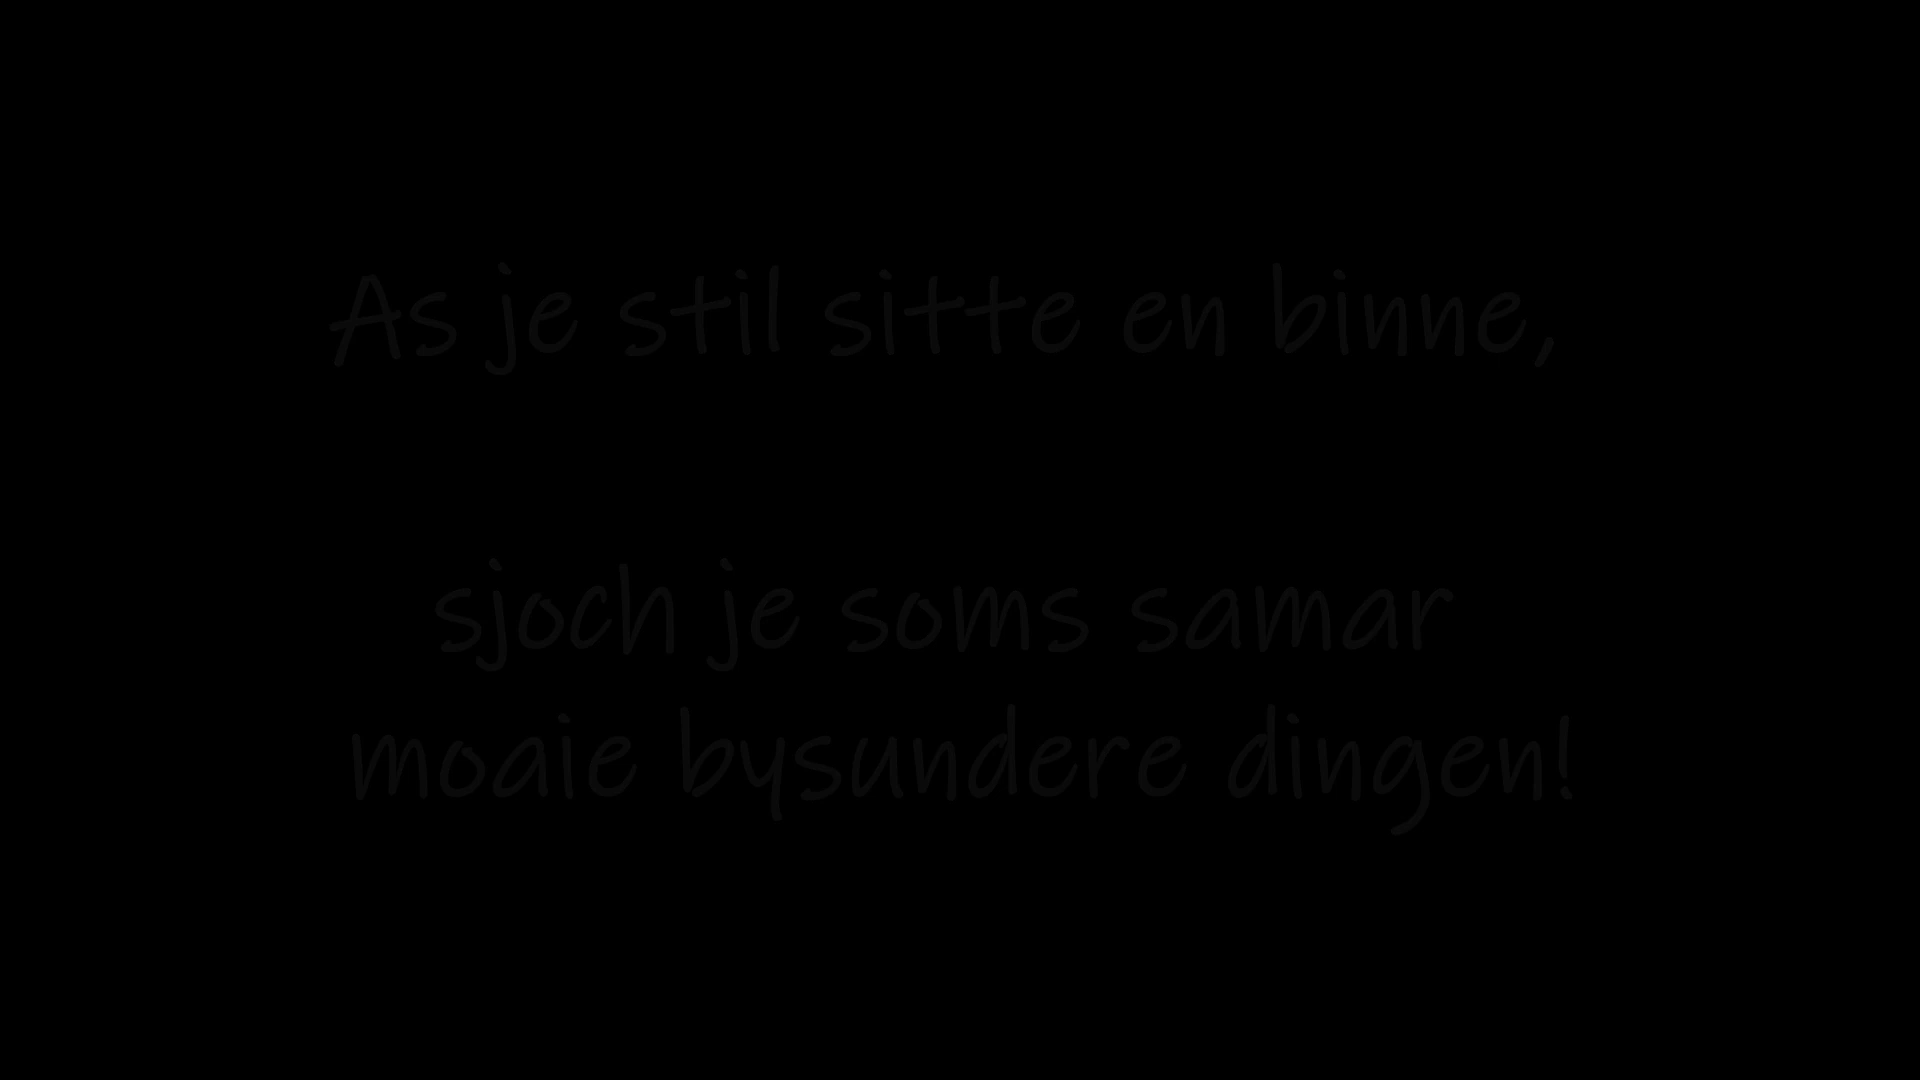 As je stil sitte en binne,
sjoch je soms samar
moaie bysundere dingen!